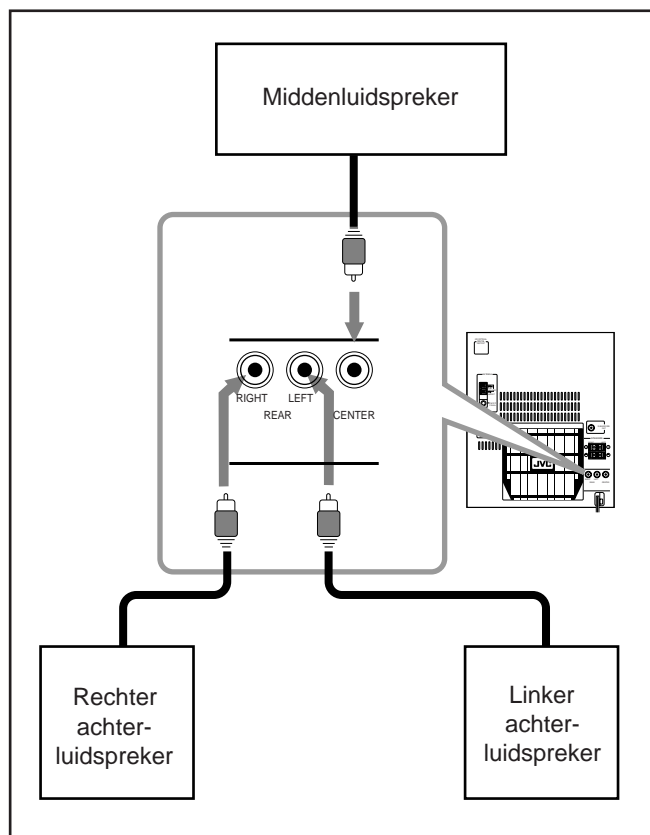 Middenluidspreker
RIGHT LEFT
REAR CENTER
JVC
Rechter
achter-
luidspreker
Linker
achter-
luidspreker